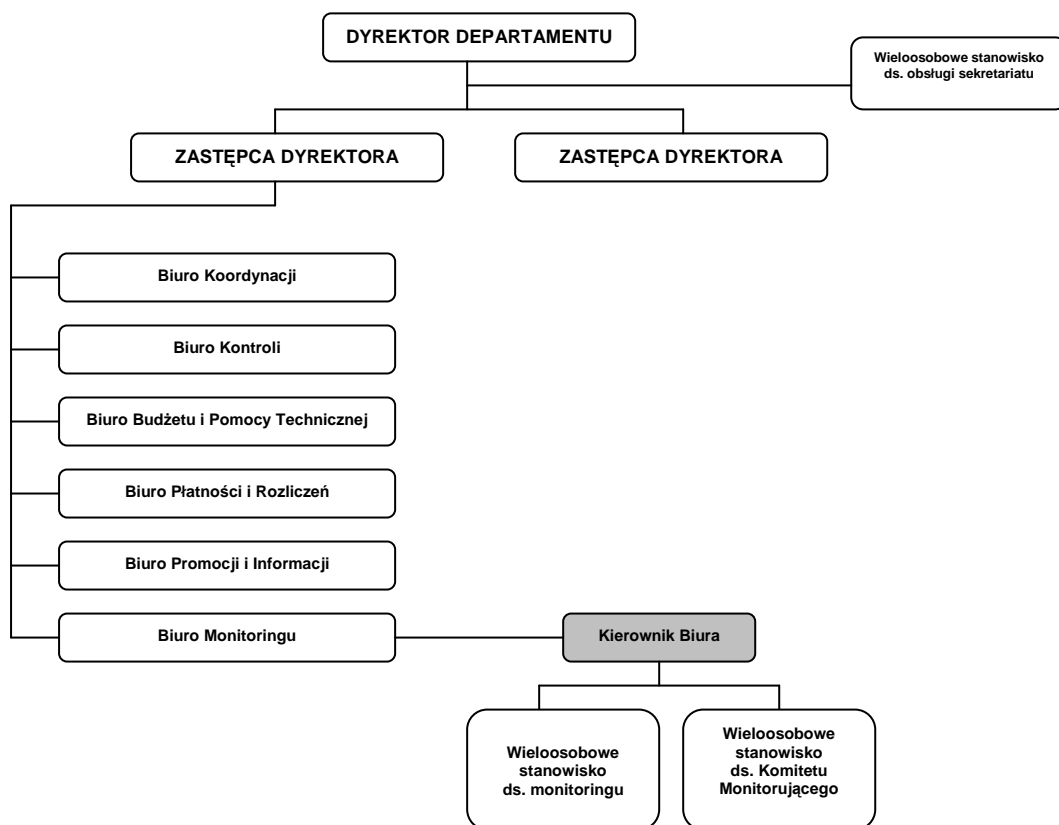 DYREKTOR DEPARTAMENTU
Wieloosobowe stanowisko
ds. obsługi sekretariatu
ZASTĘPCA DYREKTORA
ZASTĘPCA DYREKTORA
Biuro Koordynacji
Biuro Kontroli
Biuro Budżetu i Pomocy Technicznej
Biuro Płatności i Rozliczeń
Biuro Promocji i Informacji
Biuro Monitoringu
Kierownik Biura
Wieloosobowe
stanowisko
ds. monitoringu
Wieloosobowe
stanowisko
ds. Komitetu
Monitorującego